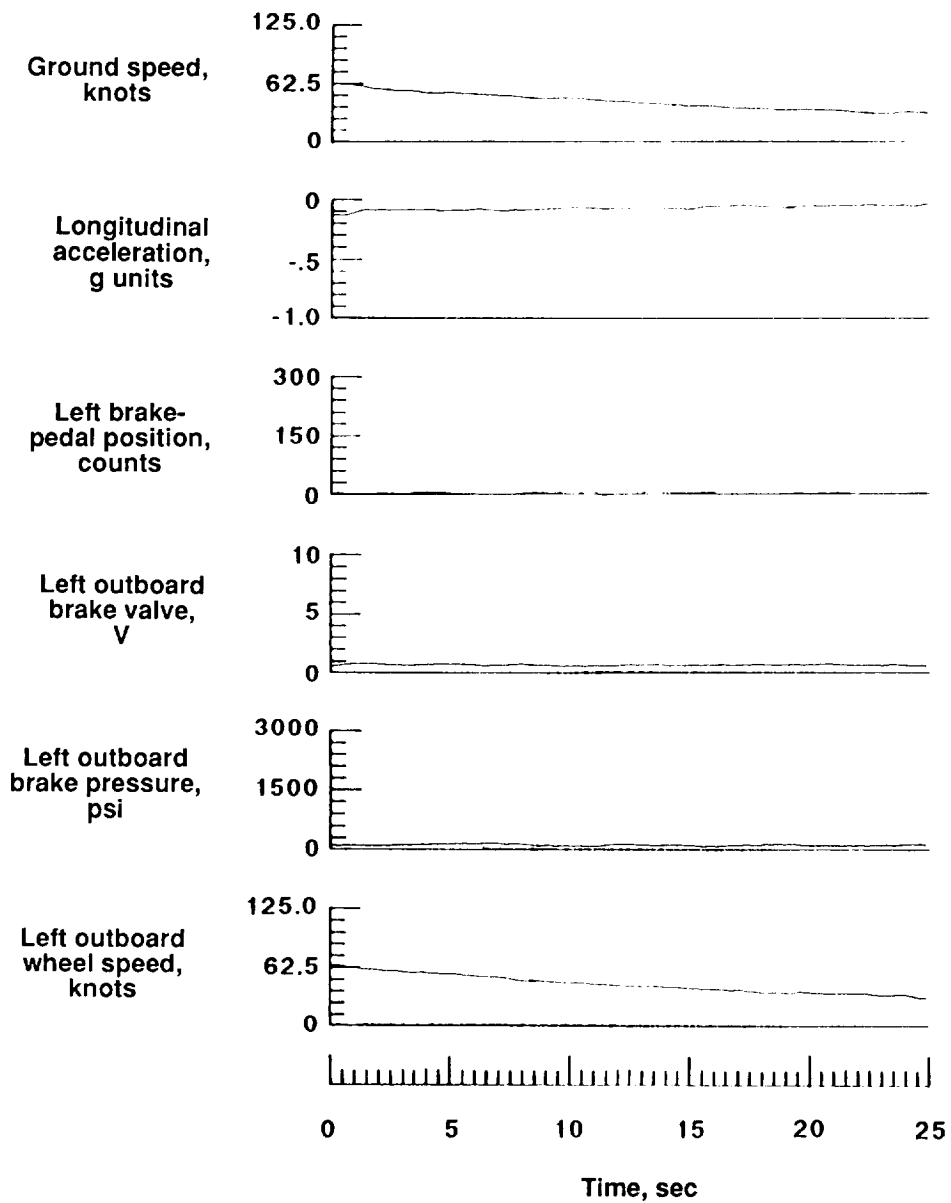 125.0
Ground speed,
knots
62.5
0
0
Longitudinal
acceleration,
g units
-.5
-1.0
300
Left brake-
pedal position,
counts
150
0
10
Left outboard
brake valve,
V
5
0
3000
Left outboard
brake pressure,
psi
1500
0
125.0
Left outboard
wheel speed,
knots
62.5
0
0 5 10 15 20 25
Time, sec